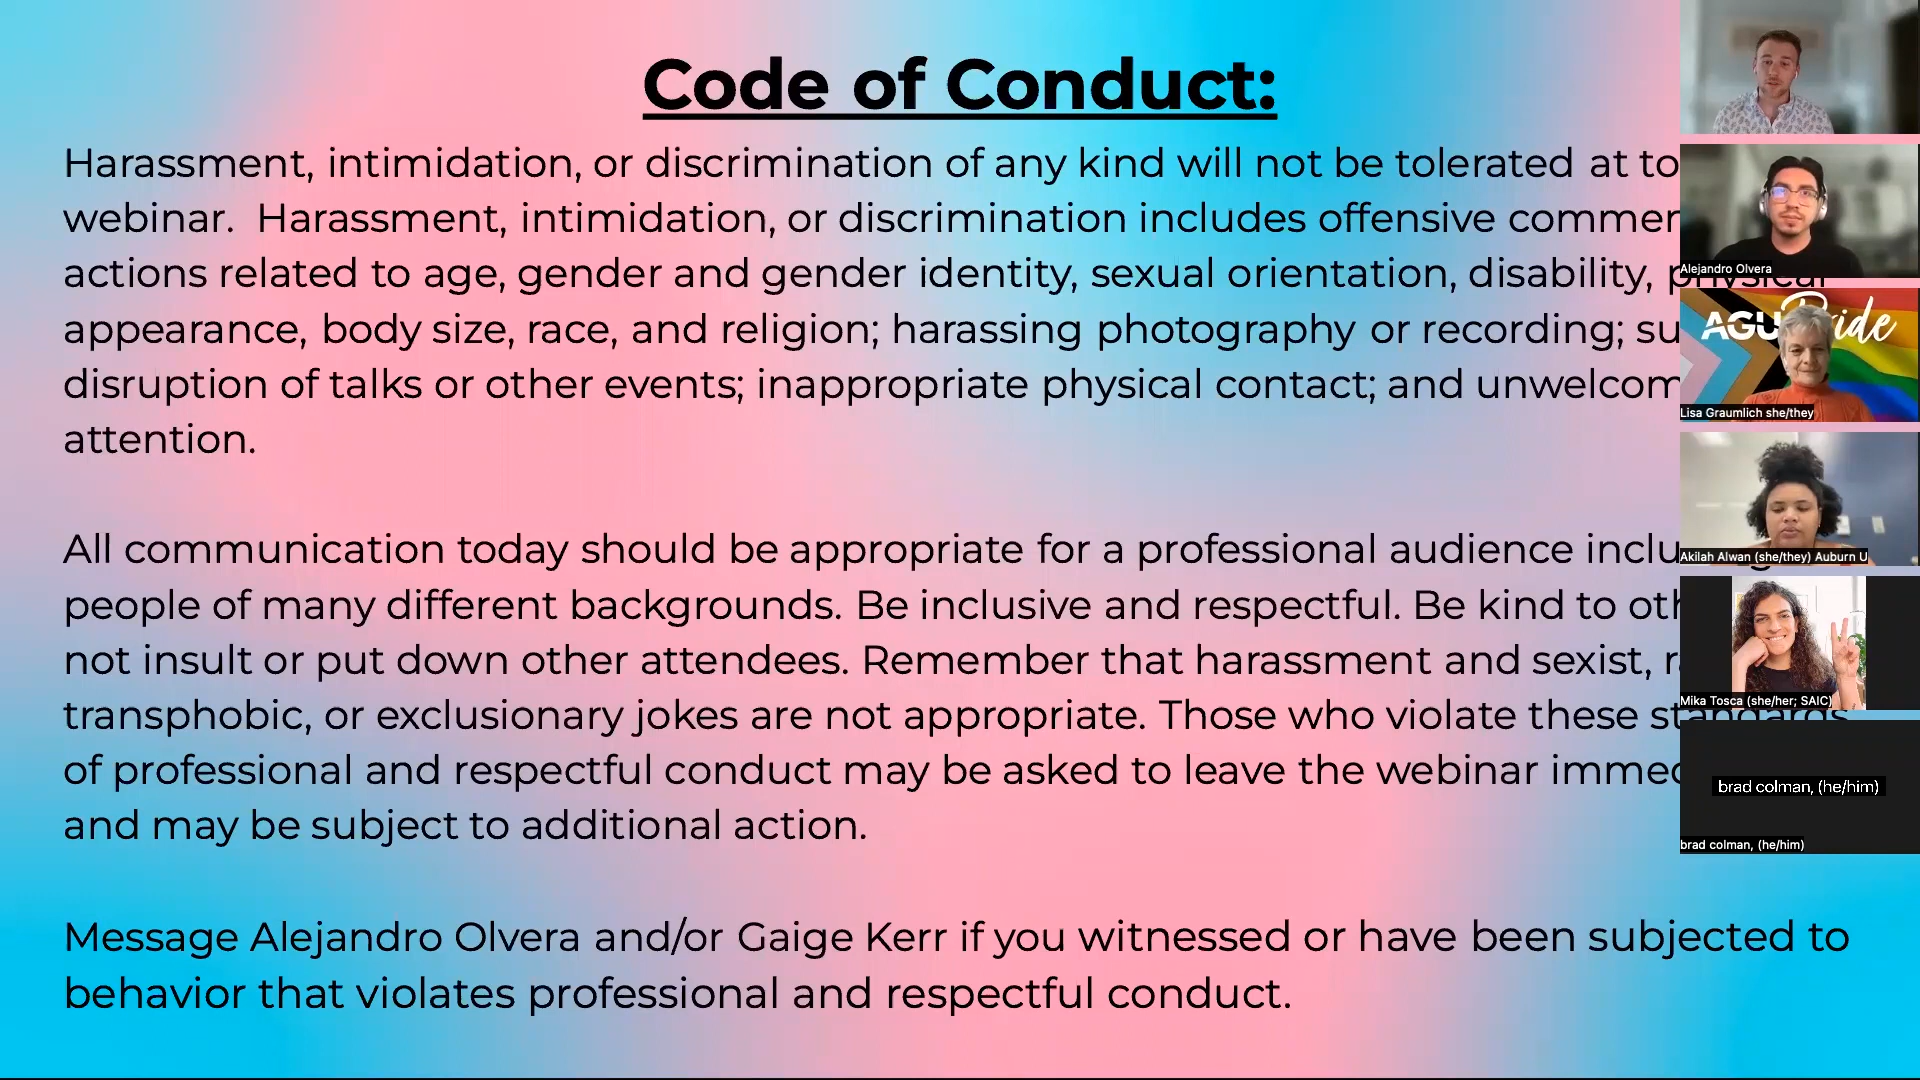 Code of Conduct:
Harassment, intimidation, or discrimination of any kind will not be tolerated at
webinar. Harassment, intimidation, or discrimination includes offensive
actions related to age, gender and gender identity, sexual orientation, disability, physical
appearance, body size, race, and religion; harassing photography or recording;
disruption of talks or other events; inappropriate physical contact; and
attention.
All communication today should be appropriate for a professional audience
people of many different backgrounds. Be inclusive and respectful. Be kind to
not insult or put down other attendees. Remember that harassment and sexist,
transphobic, or exclusionary jokes are not appropriate. Those who violate these standards
of professional and respectful conduct may be asked to leave the webinar
and may be subject to additional action.
Message Alejandro Olvera and/or Gaige Kerr if you witnessed or have been subjected to
behavior that violates professional and respectful conduct.
Alejandro Olvera
AGU Pride
Lisa Graumlich she/they
Akilah Alwan (she/they) Auburn U
Mika Tosca (she/her; SAIC)
brad colman, (he/him)
brad colman, (he/him)